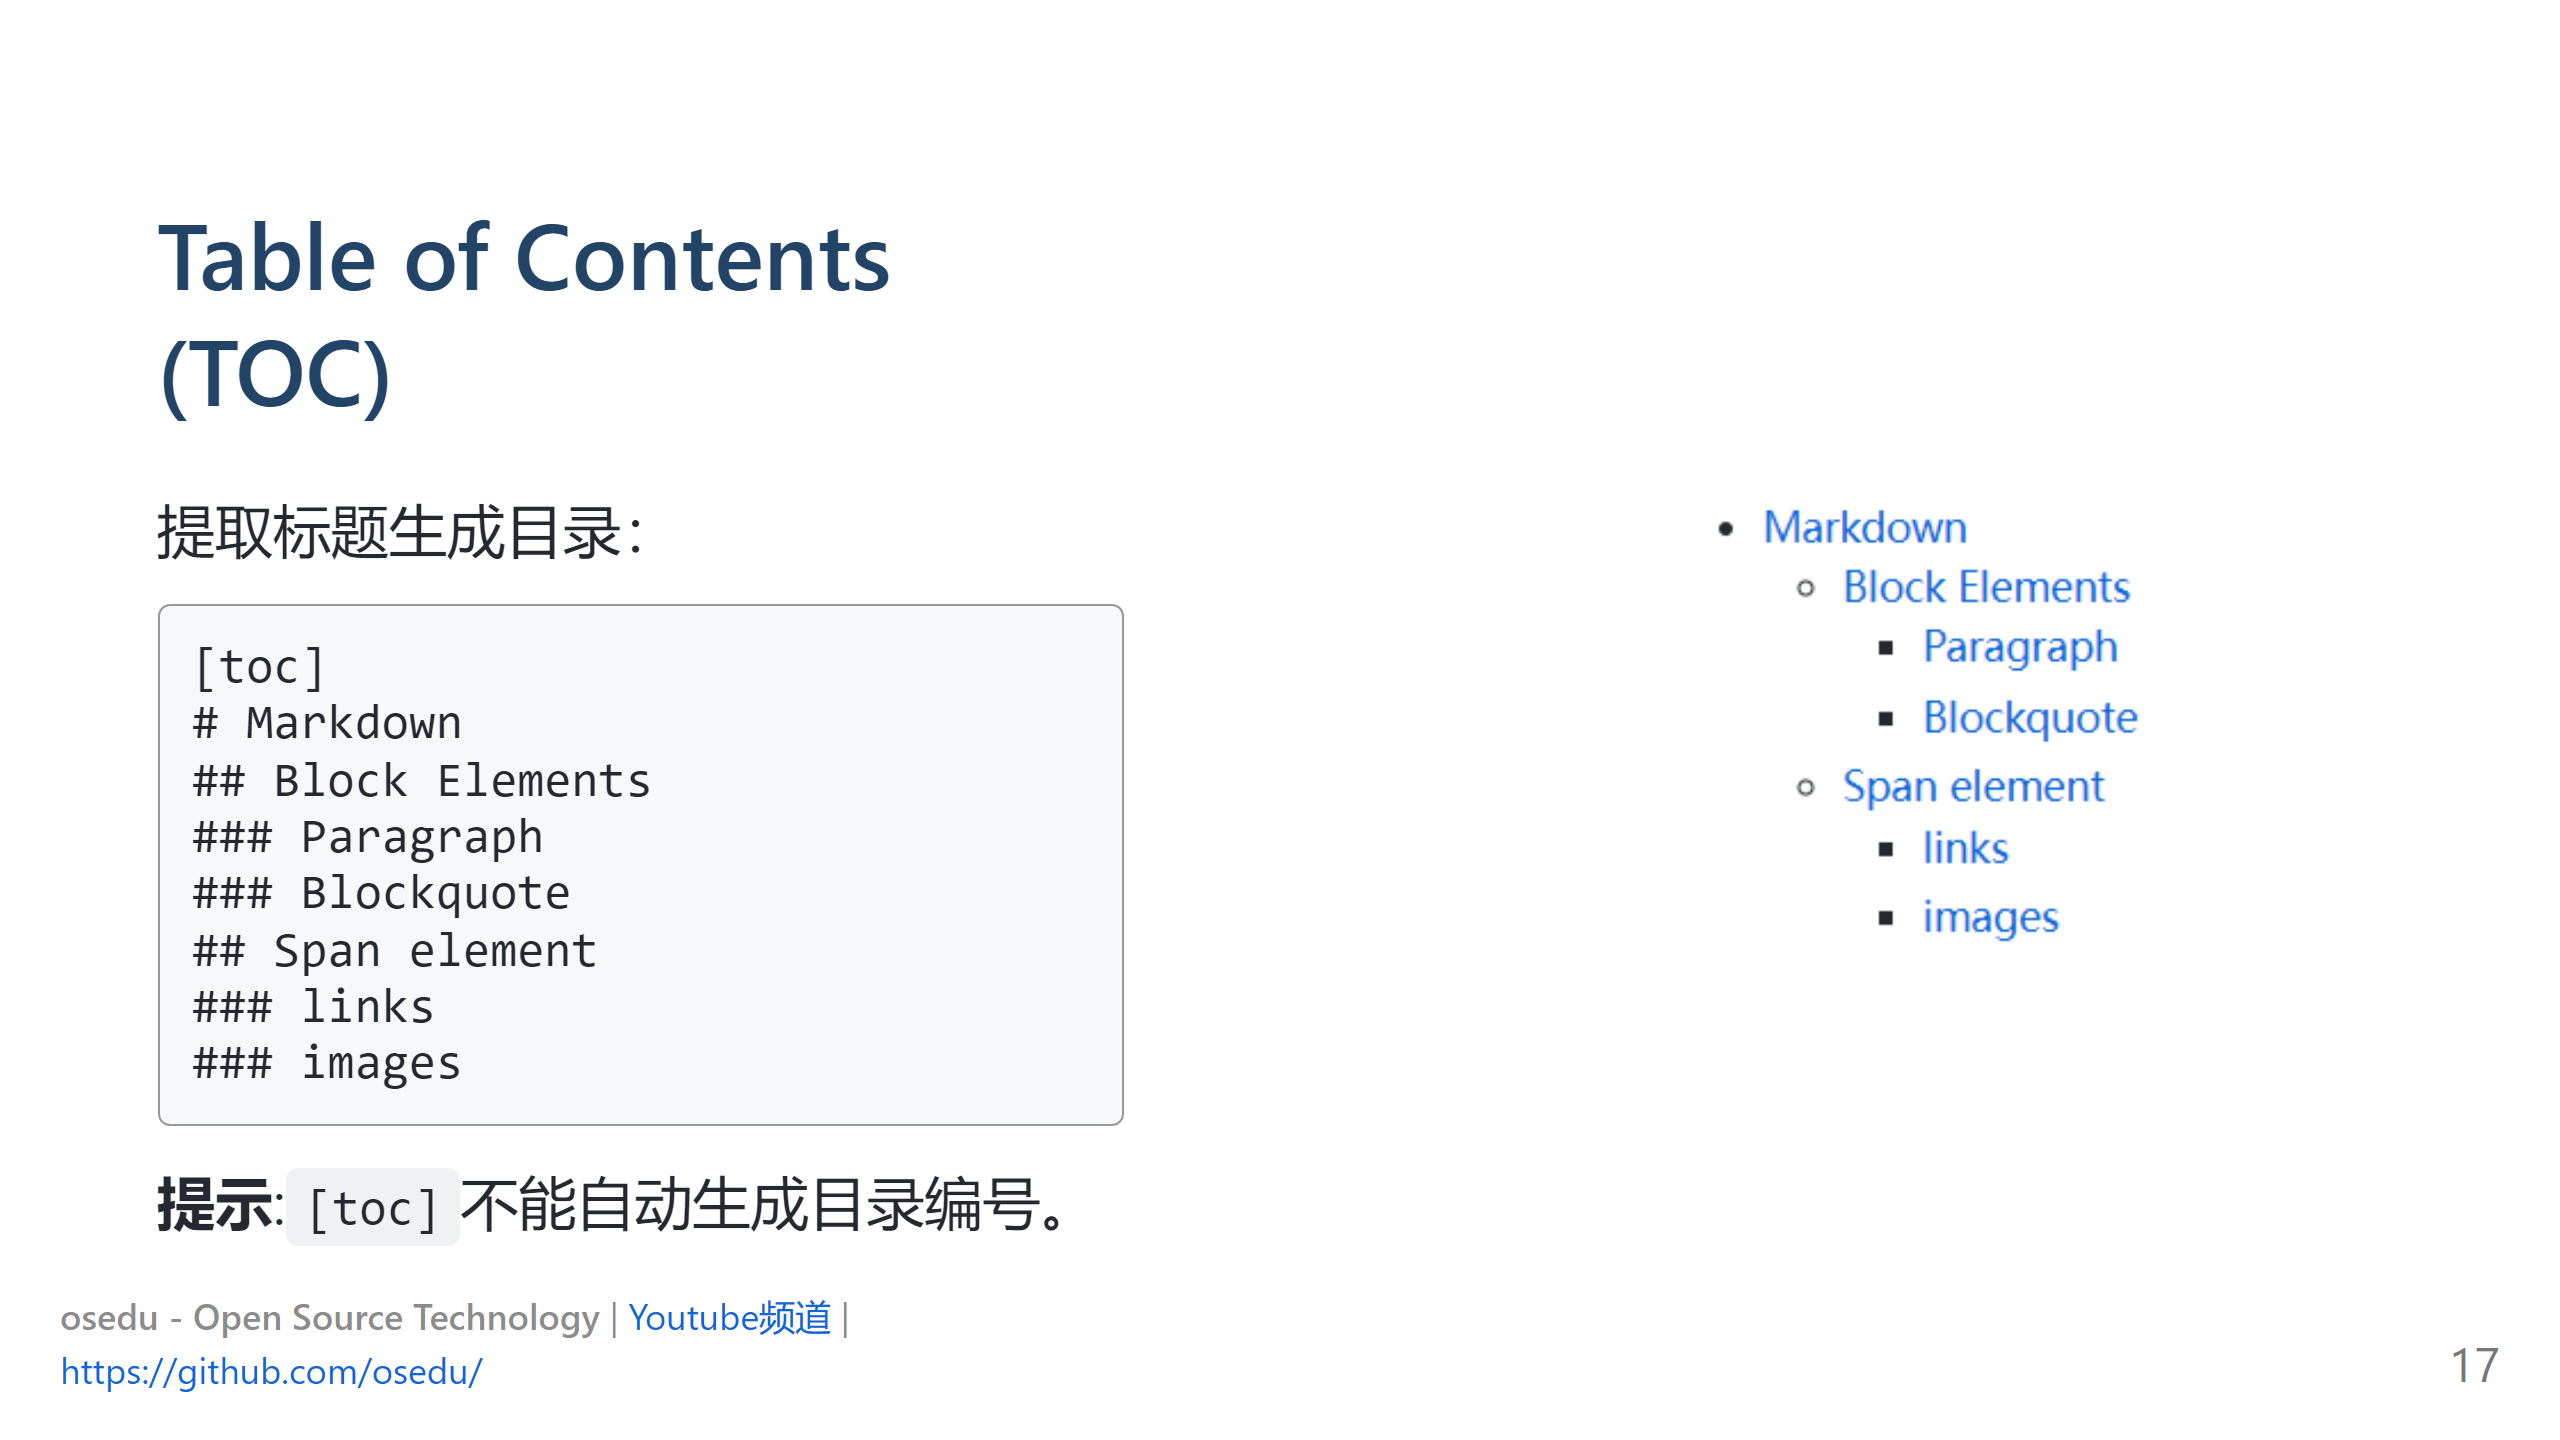 Table of Contents
(TOC)
提取标题生成目录：
[toc]
# Markdown
## Block Elements
### Paragraph
### Blockquote
## Span element
### links
### images
提示:[toc]不能自动生成目录编号。
Markdown
Block Elements
Paragraph
Blockquote
Span element
links
images
osedu - Open Source Technology | Youtube频道 |
https://github.com/osedu/
17